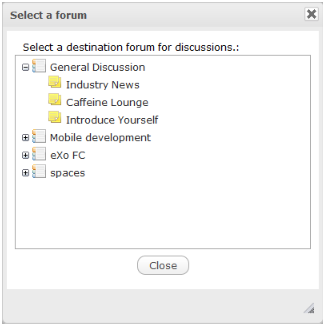 Select a forum
Select a destination forum for discussions.:
General Discussion
Industry News
Caffeine Lounge
Introduce Yourself
Mobile development
eXo FC
spaces
Close